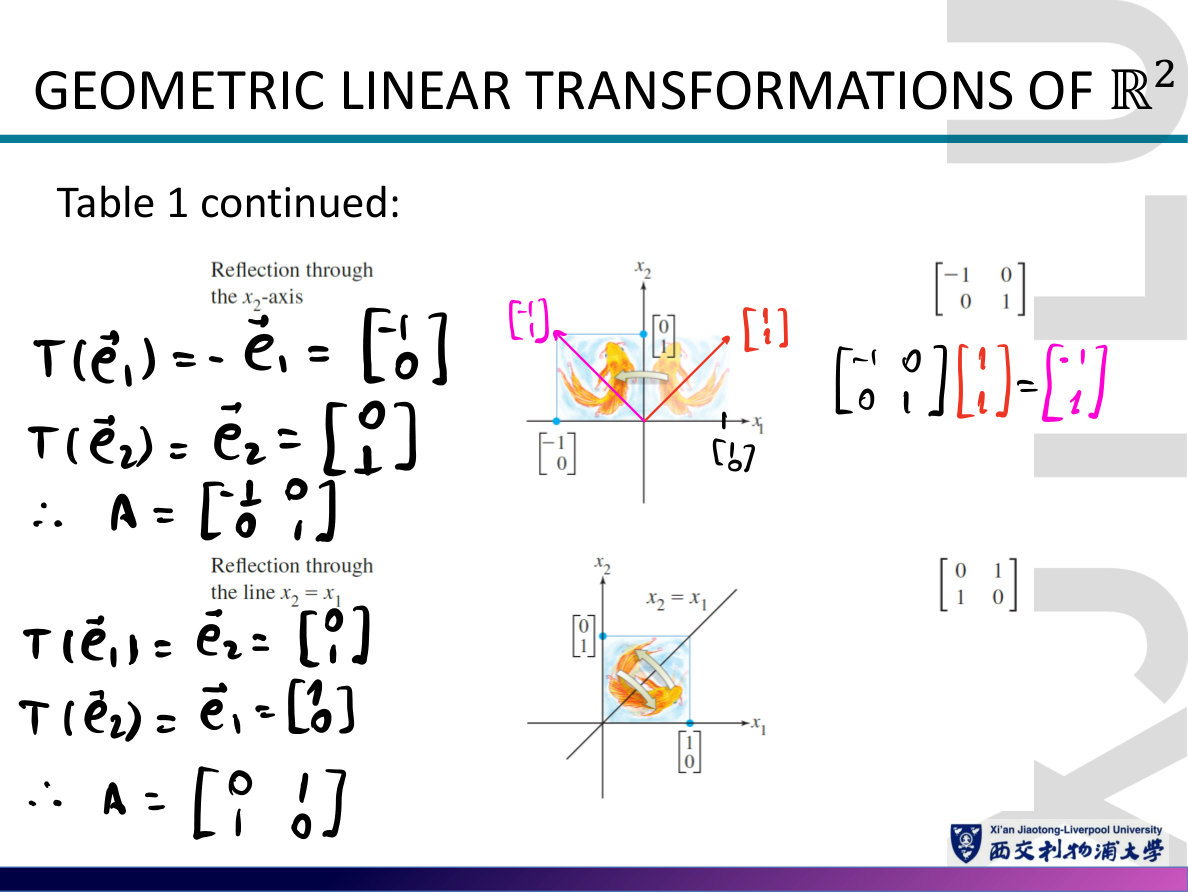 GEOMETRIC LINEAR TRANSFORMATIONS OF ℝ²
Table 1 continued:
Reflection through
the x₂-axis
T(e⃗₁) = - e⃗₁ = [-1 0]
T(e⃗₂) = e⃗₂ = [0 1]
∴ A = [-1 0
0 1]
x₂
[-1 1]
[0 1]
[1 1]
x₁
[-1 0]
[1 0]
[-1 0
0 1]
[-1 0
0 1] [1 1] = [-1 1]
Reflection through
the line x₂ = x₁
T(e⃗₁) = e⃗₂ = [0 1]
T(e⃗₂) = e⃗₁ = [1 0]
∴ A = [0 1
1 0]
x₂
x₂ = x₁
[0 1]
x₁
[1 0]
[0 1
1 0]
XJTLU
Xi'an Jiaotong-Liverpool University
西交利物浦大学